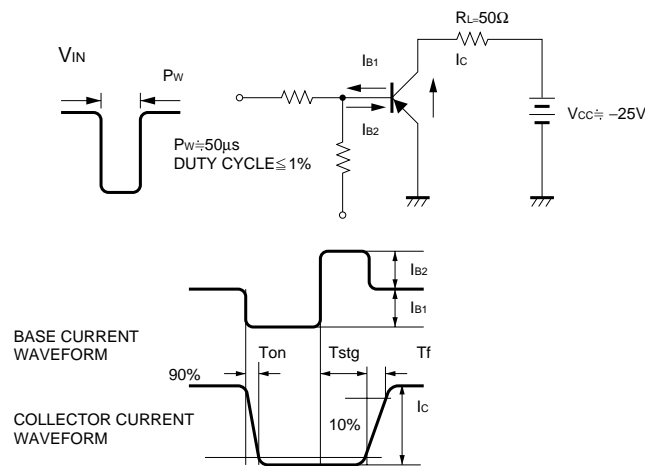 RL=50Ω
VIN
IB1
IC
PW
IB2
VCC≒ −25V
PW≒50µs
DUTY CYCLE≦1%
IB2
IB1
BASE CURRENT
WAVEFORM
Ton
Tstg
Tf
90%
IC
COLLECTOR CURRENT
WAVEFORM
10%